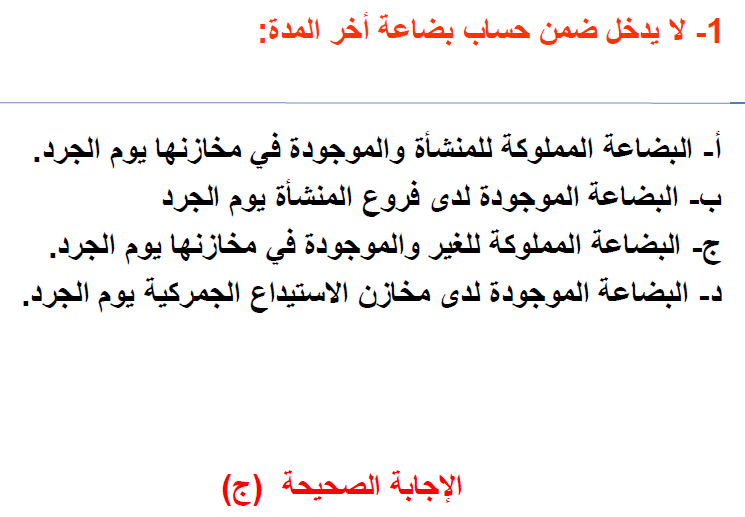 1- لا يدخل ضمن حساب بضاعة أخر المدة:
أ- البضاعة المملوكة للمنشأة والموجودة في مخازنها يوم الجرد.
ب- البضاعة الموجودة لدى فروع المنشأة يوم الجرد
ج- البضاعة المملوكة للغير والموجودة في مخازنها يوم الجرد.
د- البضاعة الموجودة لدى مخازن الاستيداع الجمركية يوم الجرد.
الإجابة الصحيحة (ج)